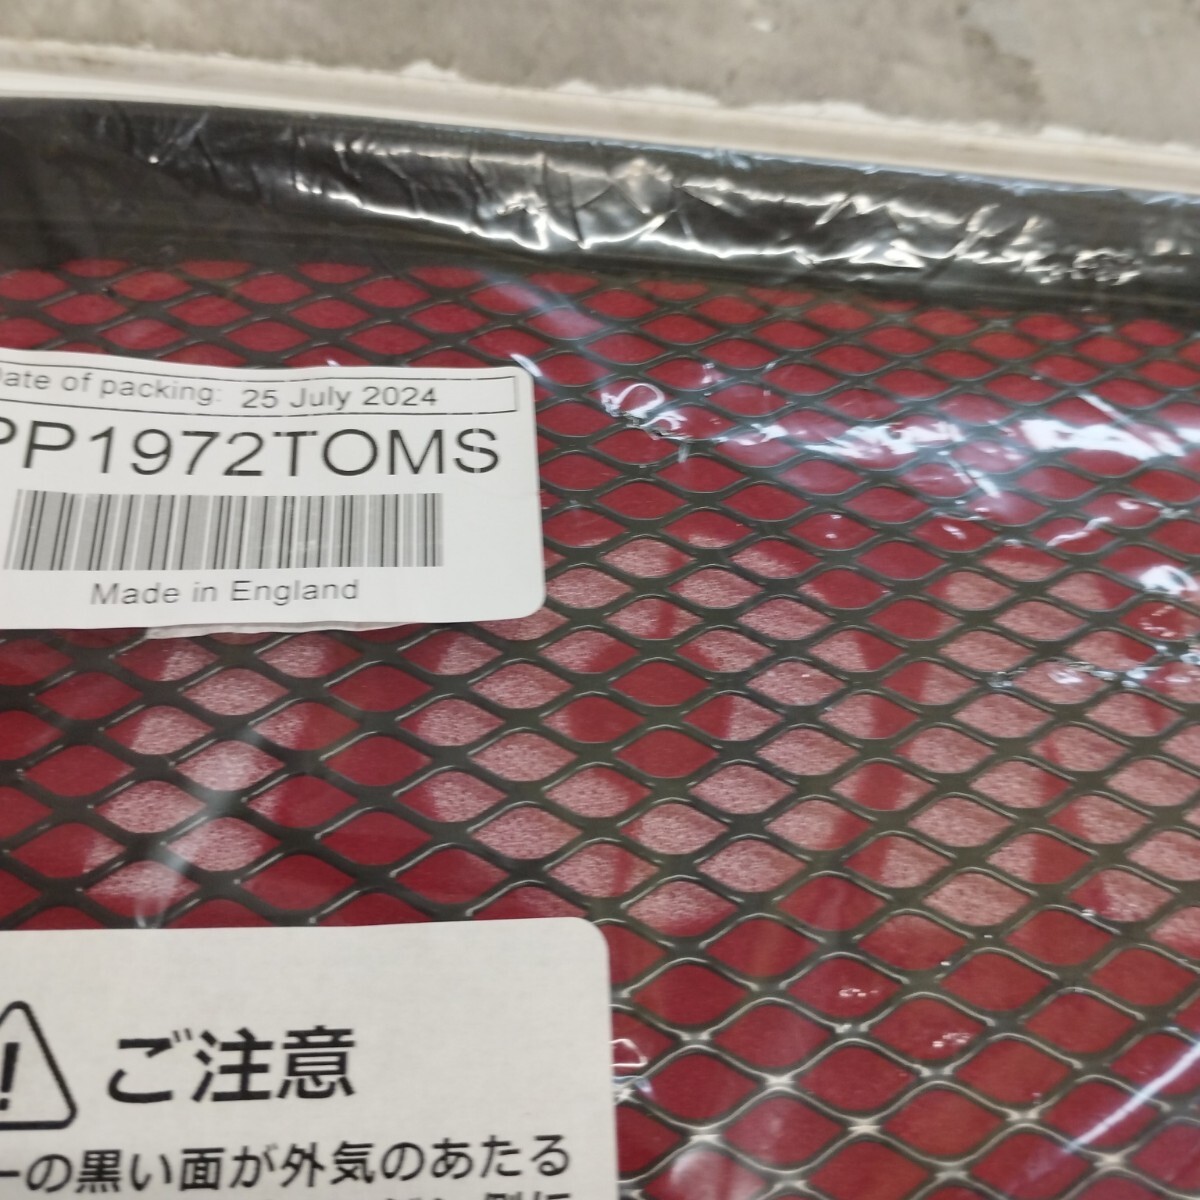 Date of packing: 25 July 2024
PP1972TOMS
Made in England
ご注意
ーの黒い面が外気のあたる